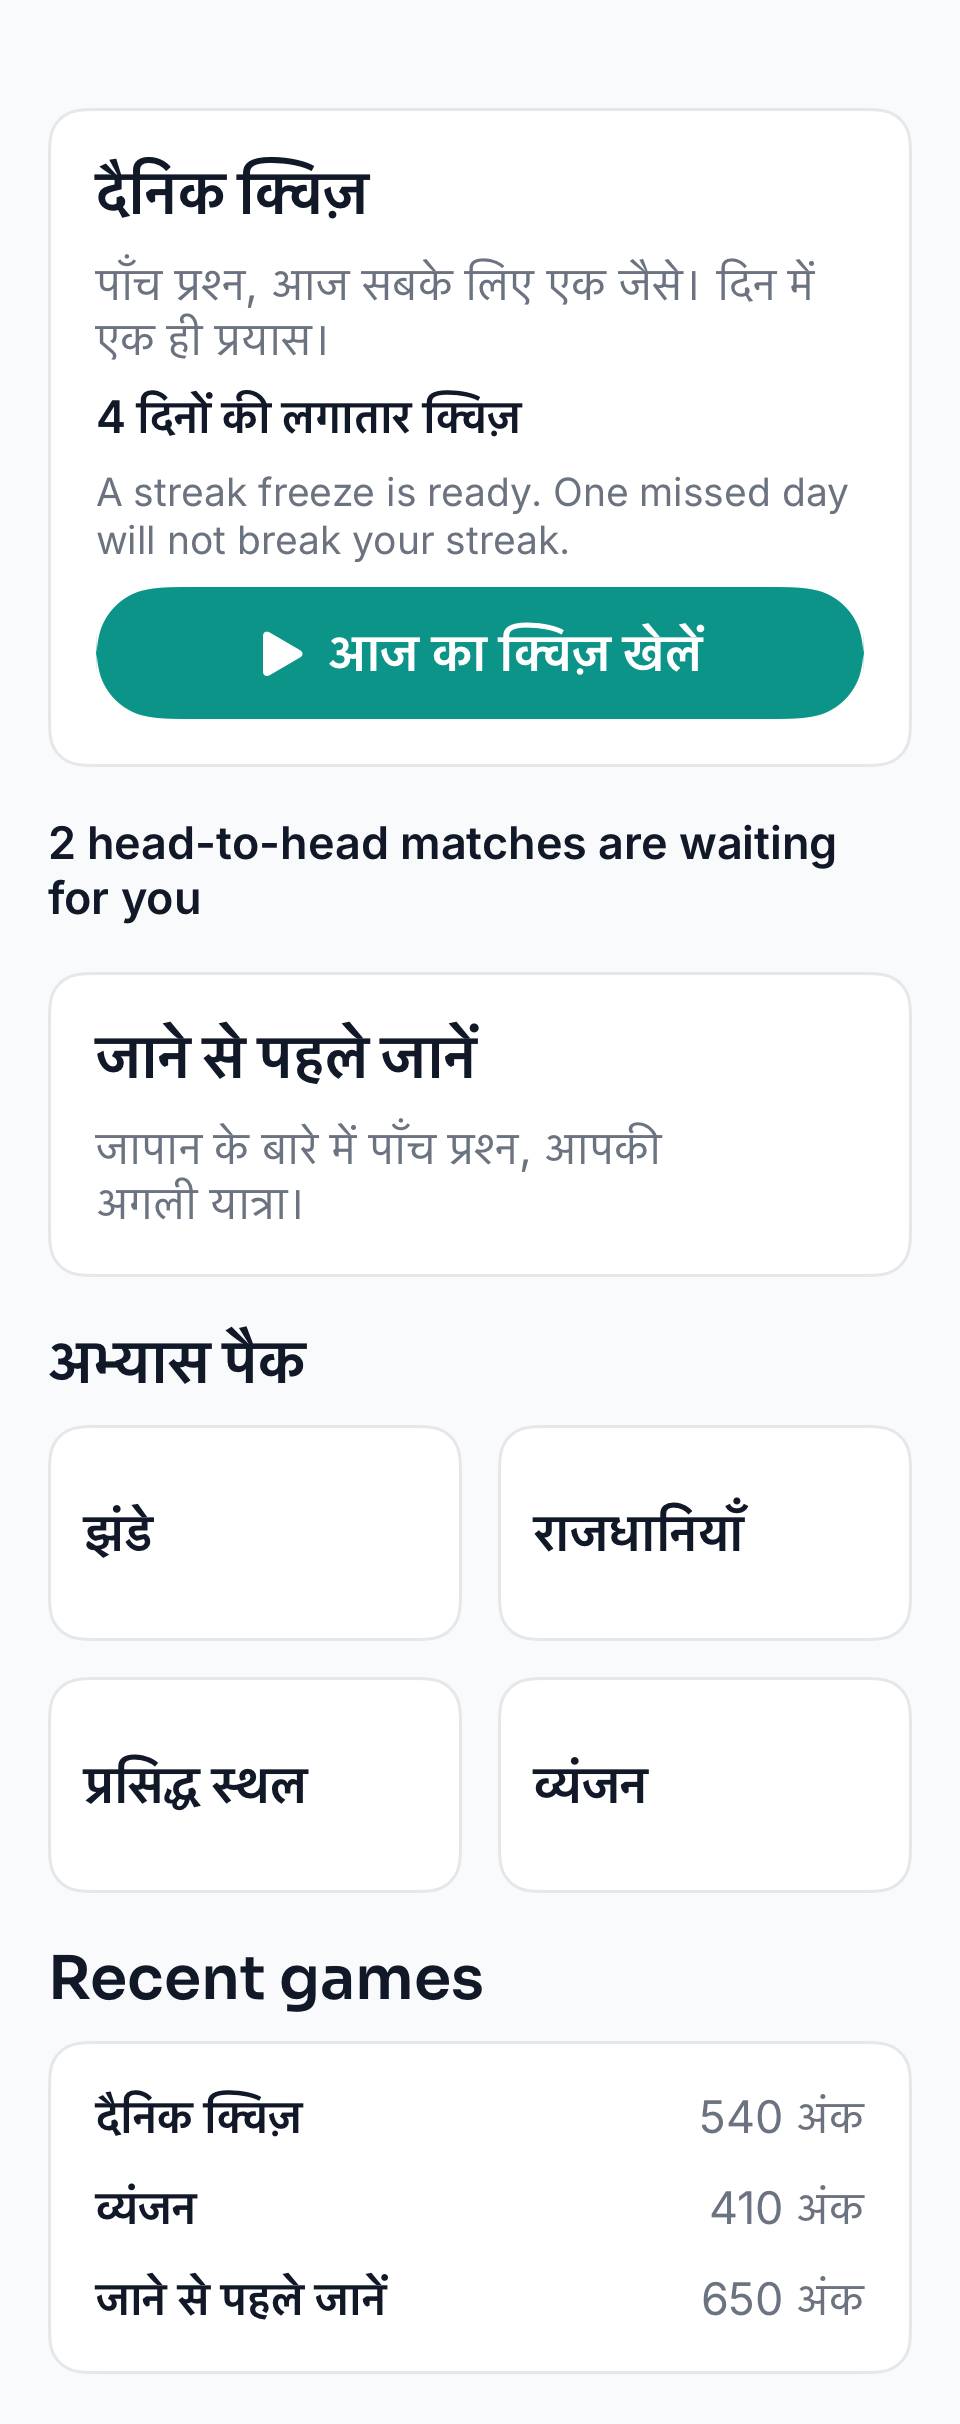 दैनिक क्विज़
पाँच प्रश्न, आज सबके लिए एक जैसे। दिन में
एक ही प्रयास।
4 दिनों की लगातार क्विज़
A streak freeze is ready. One missed day
will not break your streak.
आज का क्विज़ खेलें
2 head-to-head matches are waiting
for you
जाने से पहले जानें
जापान के बारे में पाँच प्रश्न, आपकी
अगली यात्रा।
अभ्यास पैक
झंडे
राजधानियाँ
प्रसिद्ध स्थल
व्यंजन
Recent games
दैनिक क्विज़ 540 अंक
व्यंजन 410 अंक
जाने से पहले जानें 650 अंक